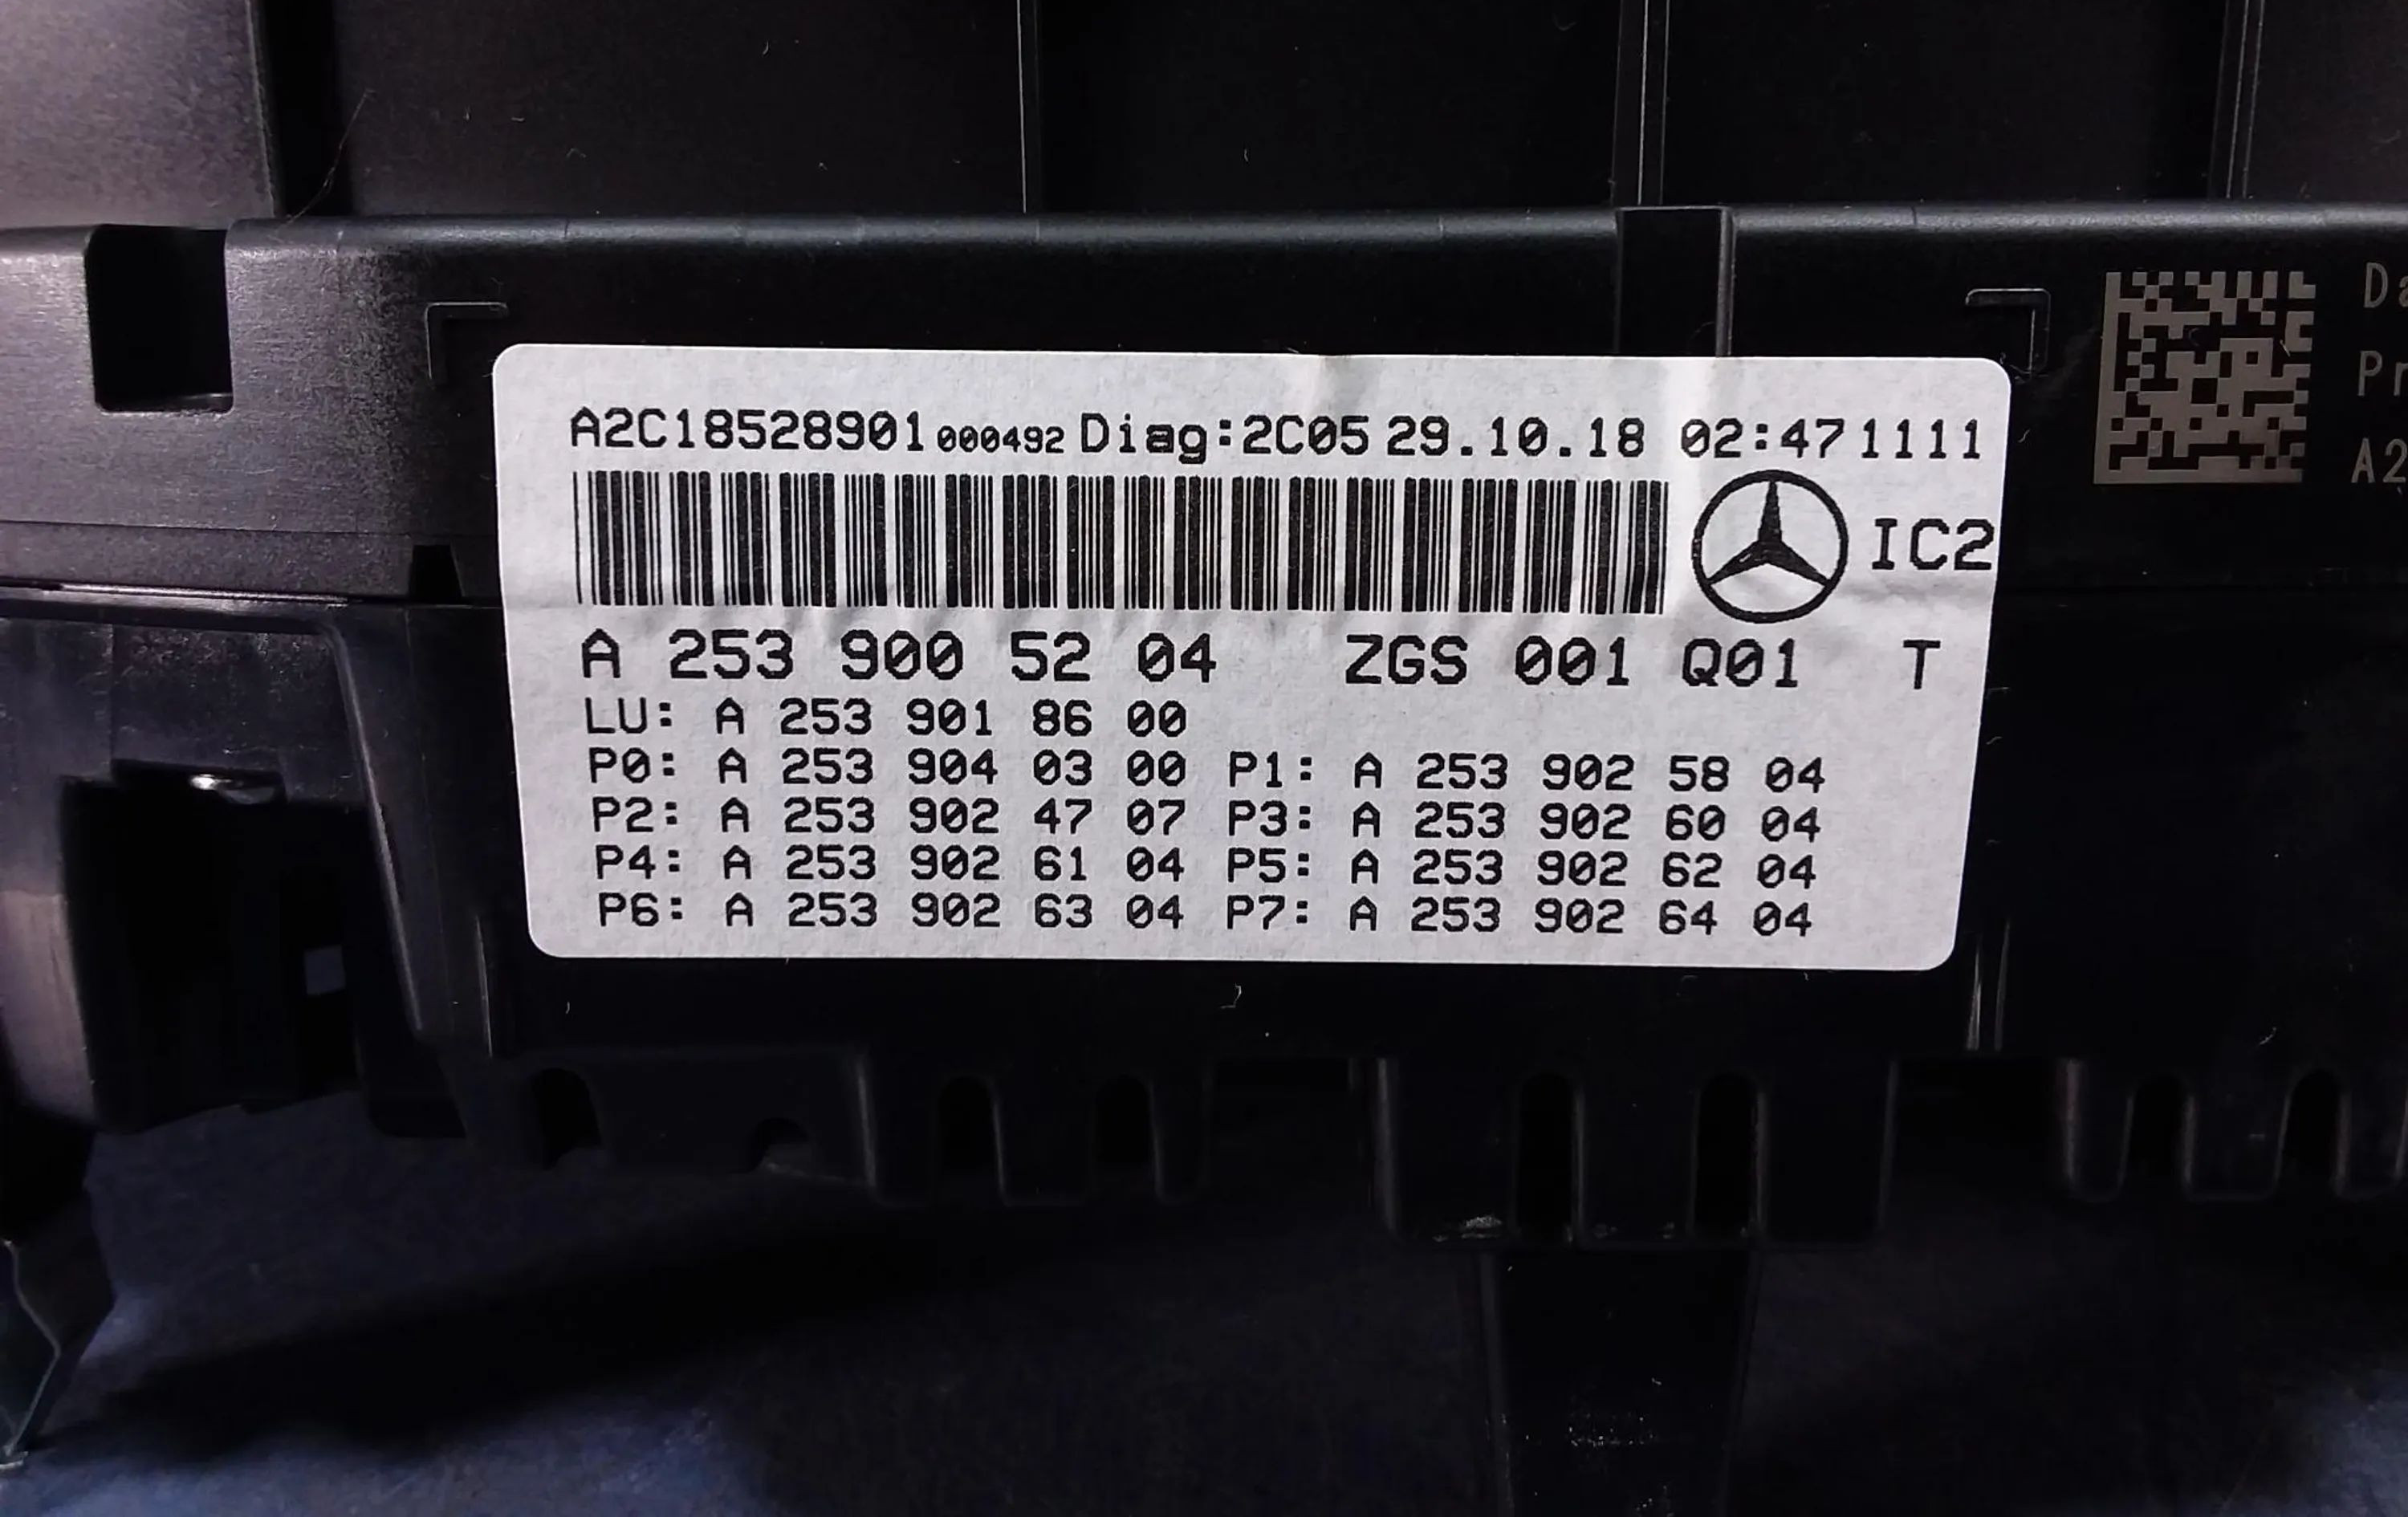 A2C18528901 000492 Diag:2C05 29.10.18 02:47 1111
IC2
A 253 900 52 04 ZGS 001 Q01 T
LU: A 253 901 86 00
P0: A 253 904 03 00 P1: A 253 902 58 04
P2: A 253 902 47 07 P3: A 253 902 60 04
P4: A 253 902 61 04 P5: A 253 902 62 04
P6: A 253 902 63 04 P7: A 253 902 64 04
Da
Pr
A2